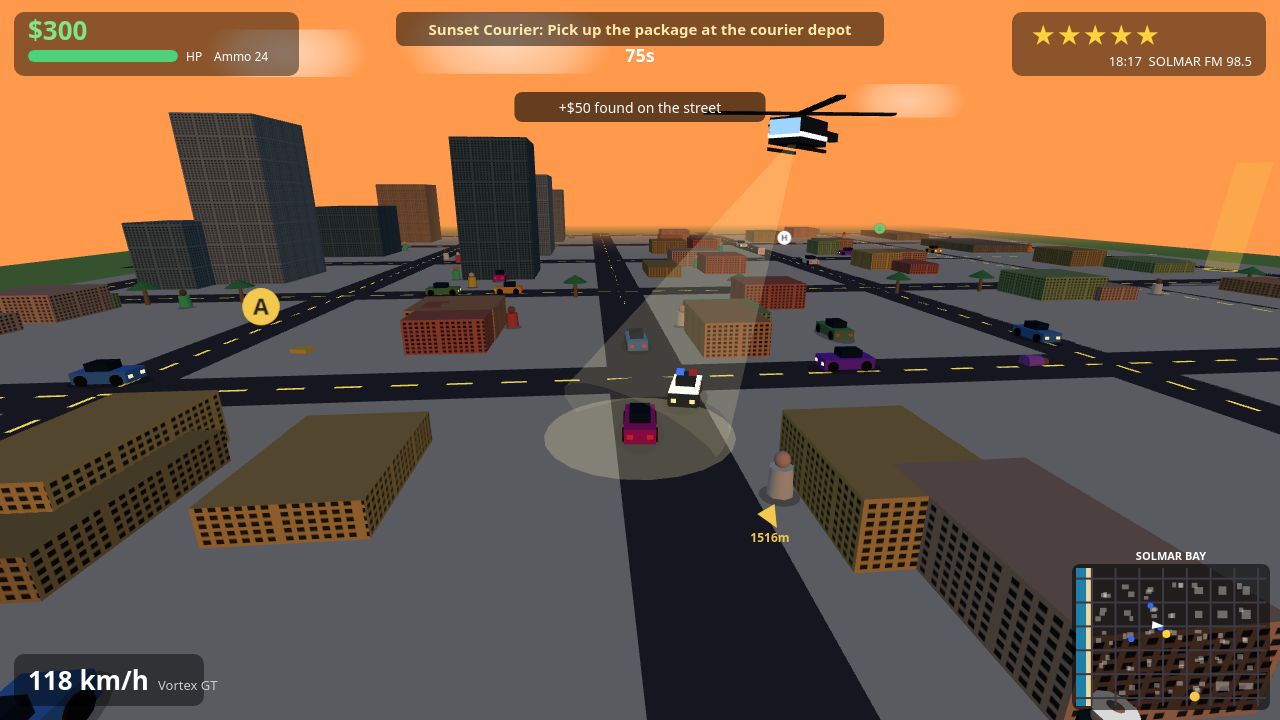 $300
HP Ammo 24
Sunset Courier: Pick up the package at the courier depot
75s
★★★★★
18:17 SOLMAR FM 98.5
+$50 found on the street
H
A
1516m
SOLMAR BAY
118 km/h Vortex GT